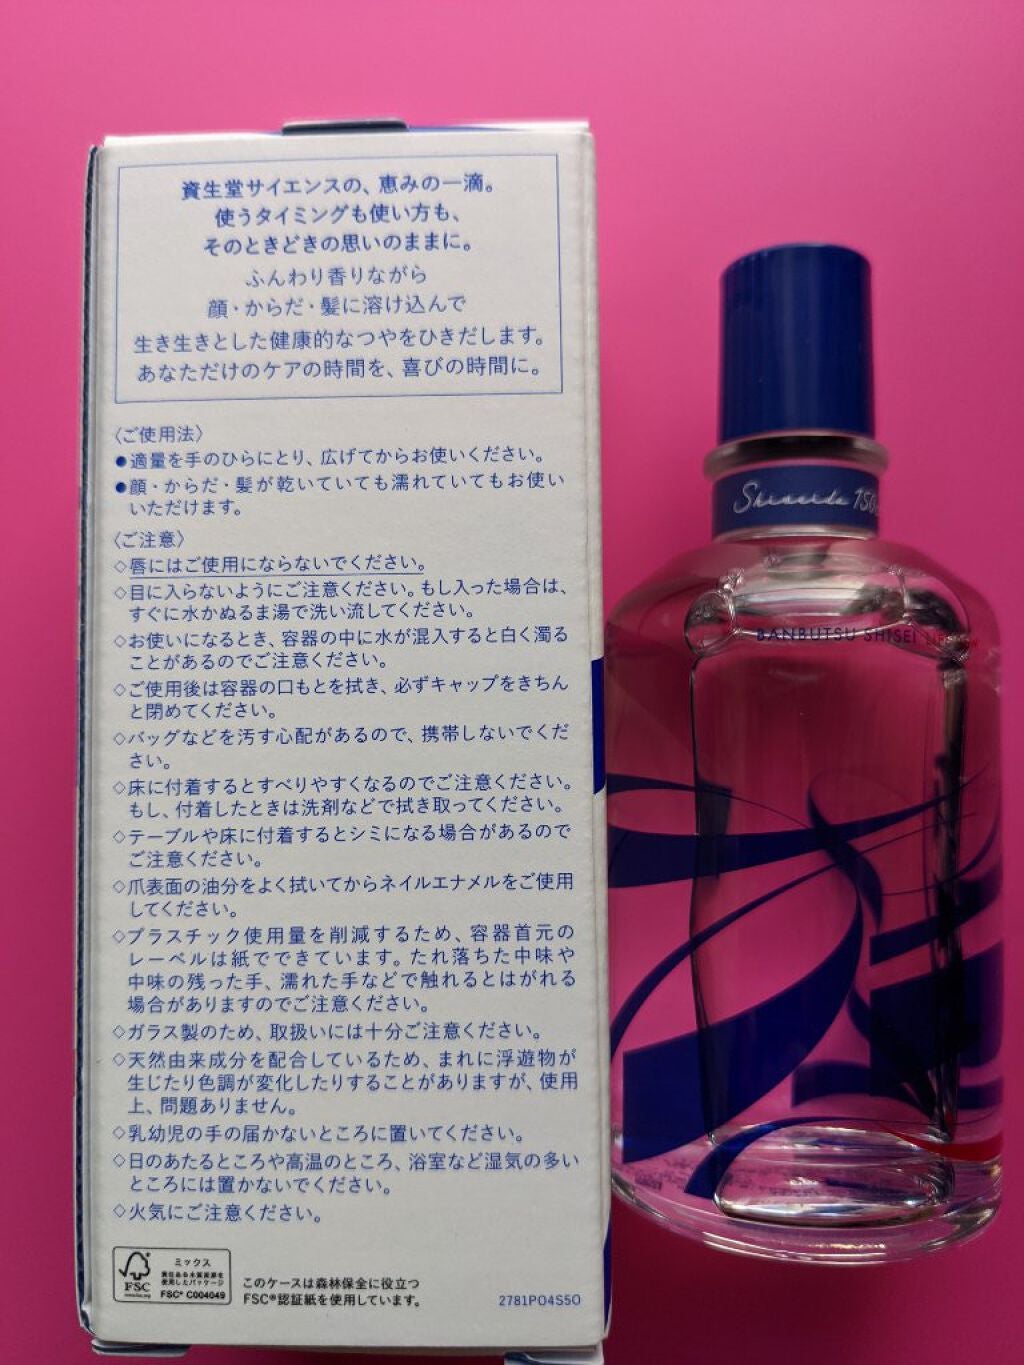 資生堂サイエンスの、恵みの一滴。
使うタイミングも使い方も、
そのときどきの思いのままに。
ふんわり香りながら
顔・からだ・髪に溶け込んで
生き生きとした健康的なつやをひきだします。
あなただけのケアの時間を、喜びの時間に。
〈ご使用法〉
●適量を手のひらにとり、広げてからお使いください。
●顔・からだ・髪が乾いていても濡れていてもお使い
いただけます。
〈ご注意〉
◇唇にはご使用にならないでください。
◇目に入らないようにご注意ください。もし入った場合は、
すぐに水かぬるま湯で洗い流してください。
◇お使いになるとき、容器の中に水が混入すると白く濁る
ことがあるのでご注意ください。
◇ご使用後は容器の口もとを拭き、必ずキャップをきちん
と閉めてください。
◇バッグなどを汚す心配があるので、携帯しないでくだ
さい。
◇床に付着するとすべりやすくなるのでご注意ください。
もし、付着したときは洗剤などで拭き取ってください。
◇テーブルや床に付着するとシミになる場合があるので
ご注意ください。
◇爪表面の油分をよく拭いてからネイルエナメルをご使用
してください。
◇プラスチック使用量を削減するため、容器首元の
レーベルは紙でできています。たれ落ちた中味や
中味の残った手、濡れた手などで触れるとはがれる
場合がありますのでご注意ください。
◇ガラス製のため、取扱いには十分ご注意ください。
◇天然由来成分を配合しているため、まれに浮遊物が
生じたり色調が変化したりすることがありますが、使用
上、問題ありません。
◇乳幼児の手の届かないところに置いてください。
◇日のあたるところや高温のところ、浴室など湿気の多い
ところには置かないでください。
◇火気にご注意ください。
FSC
ミックス
責任ある木質資源を
使用したパッケージ
FSC® C004049
このケースは森林保全に役立つ
FSC®認証紙を使用しています。
2781P04S50
Shiseido 150
BANBUTSU SHISEI